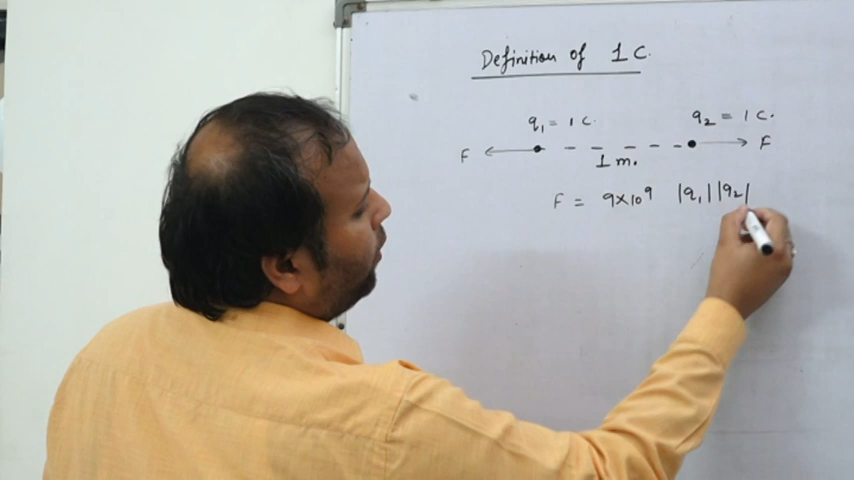 Definition of 1 C.
q₁ = 1 C. q₂ = 1 C.
F F
1 m.
F = 9×10⁹ |q₁| |q₂|